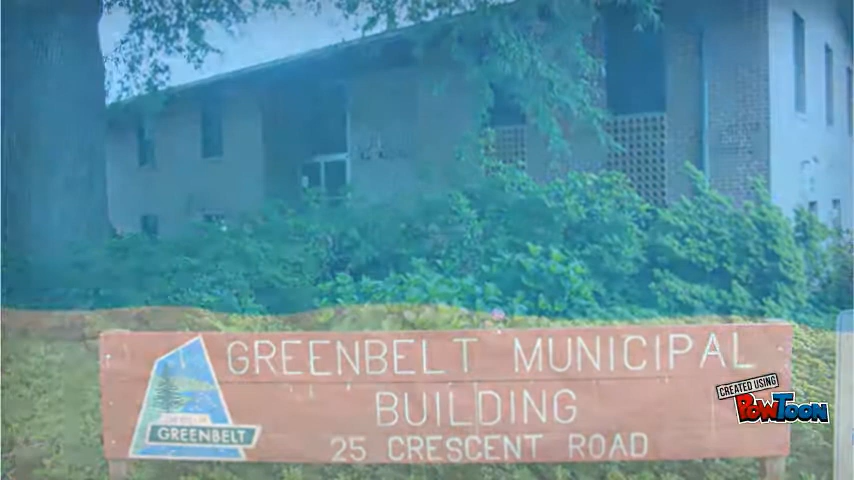 GREENBELT MUNICIPAL
BUILDING
25 CRESCENT ROAD
GREENBELT
CREATED USING
POWTOON